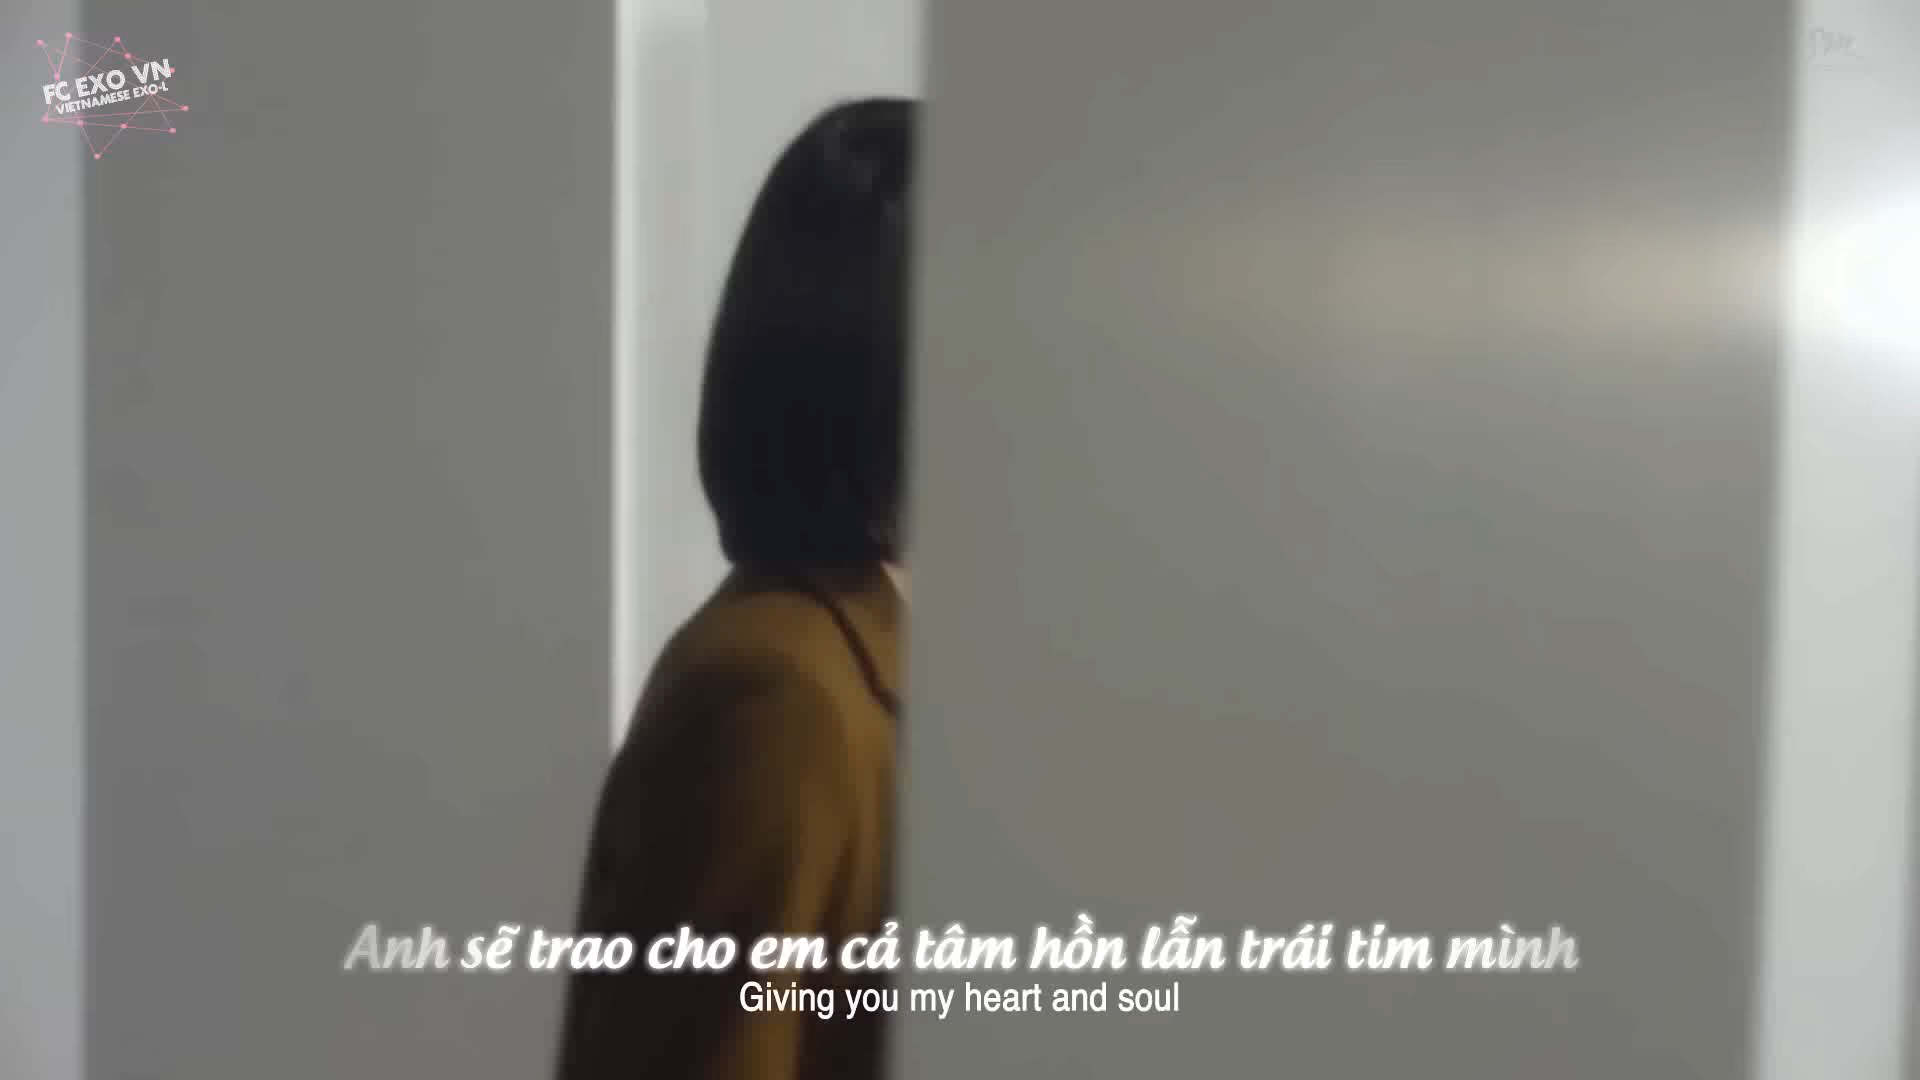 FC EXO VN
VIETNAMESE EXO-L
Anh sẽ trao cho em cả tâm hồn lẫn trái tim mình
Giving you my heart and soul